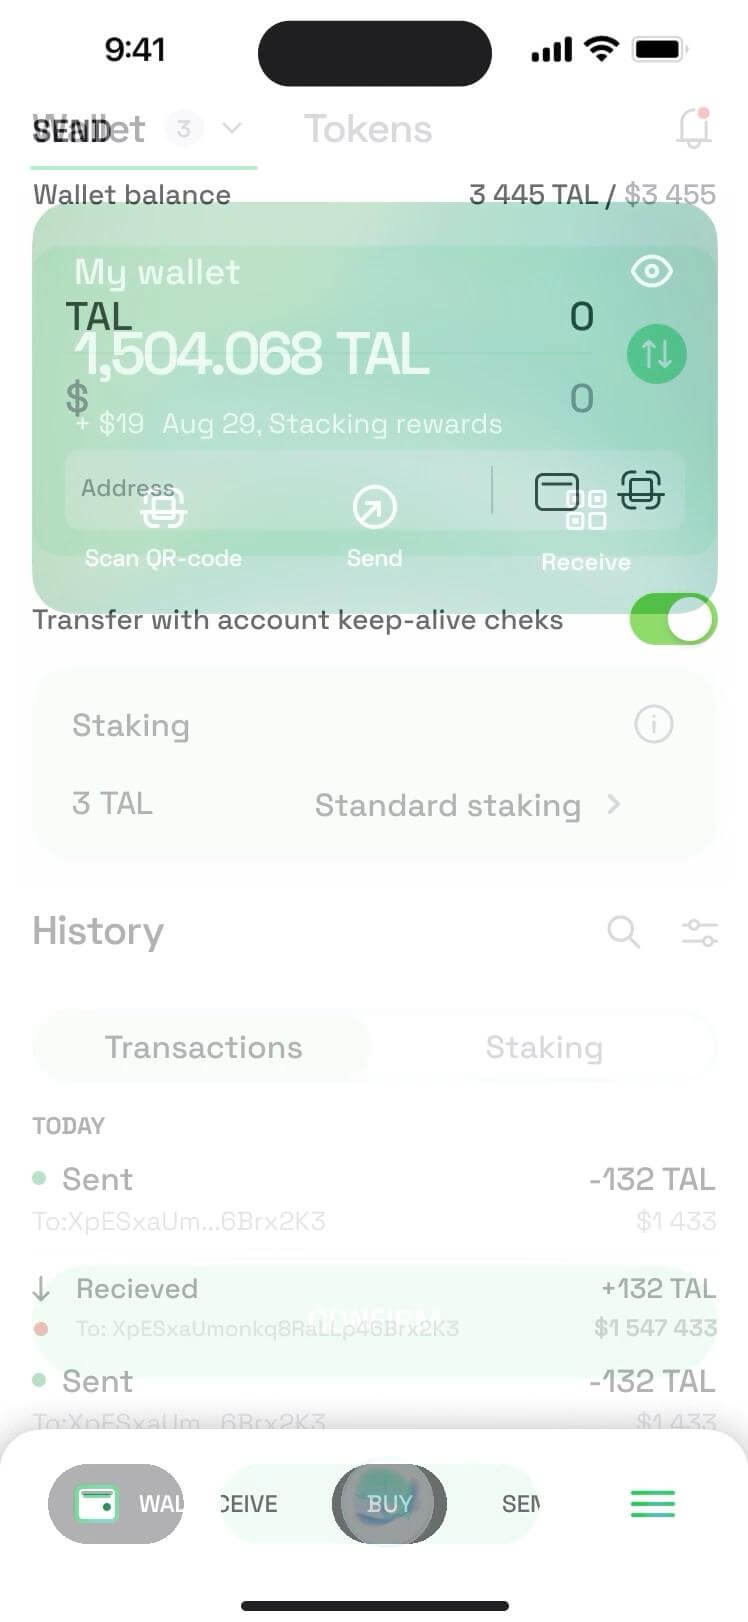 9:41
SEND
Wallet 3 Tokens
Wallet balance 3 445 TAL / $3 455
My wallet
TAL 0
1,504.068 TAL
$ 0
+ $19 Aug 29, Stacking rewards
Address
Scan QR-code Send Receive
Transfer with account keep-alive cheks
Staking
3 TAL Standard staking
History
Transactions Staking
TODAY
Sent -132 TAL
To:XpESxaUm...6Brx2K3 $1 433
Recieved +132 TAL
CONFIRM
To: XpESxaUmonkq8RaLLp46Brx2K3 $1 547 433
Sent -132 TAL
To:XpESxaUm...6Brx2K3 $1 433
WAL CEIVE BUY SEN